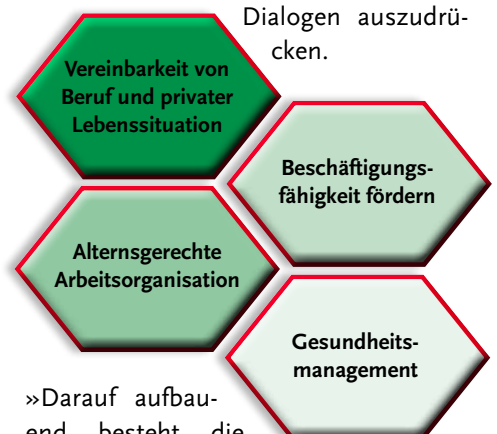 Dialogen auszudrü-
cken.
Vereinbarkeit von
Beruf und privater
Lebenssituation
Beschäftigungs-
fähigkeit fördern
Alternsgerechte
Arbeitsorganisation
Gesundheits-
management
»Darauf aufbau-
end besteht die